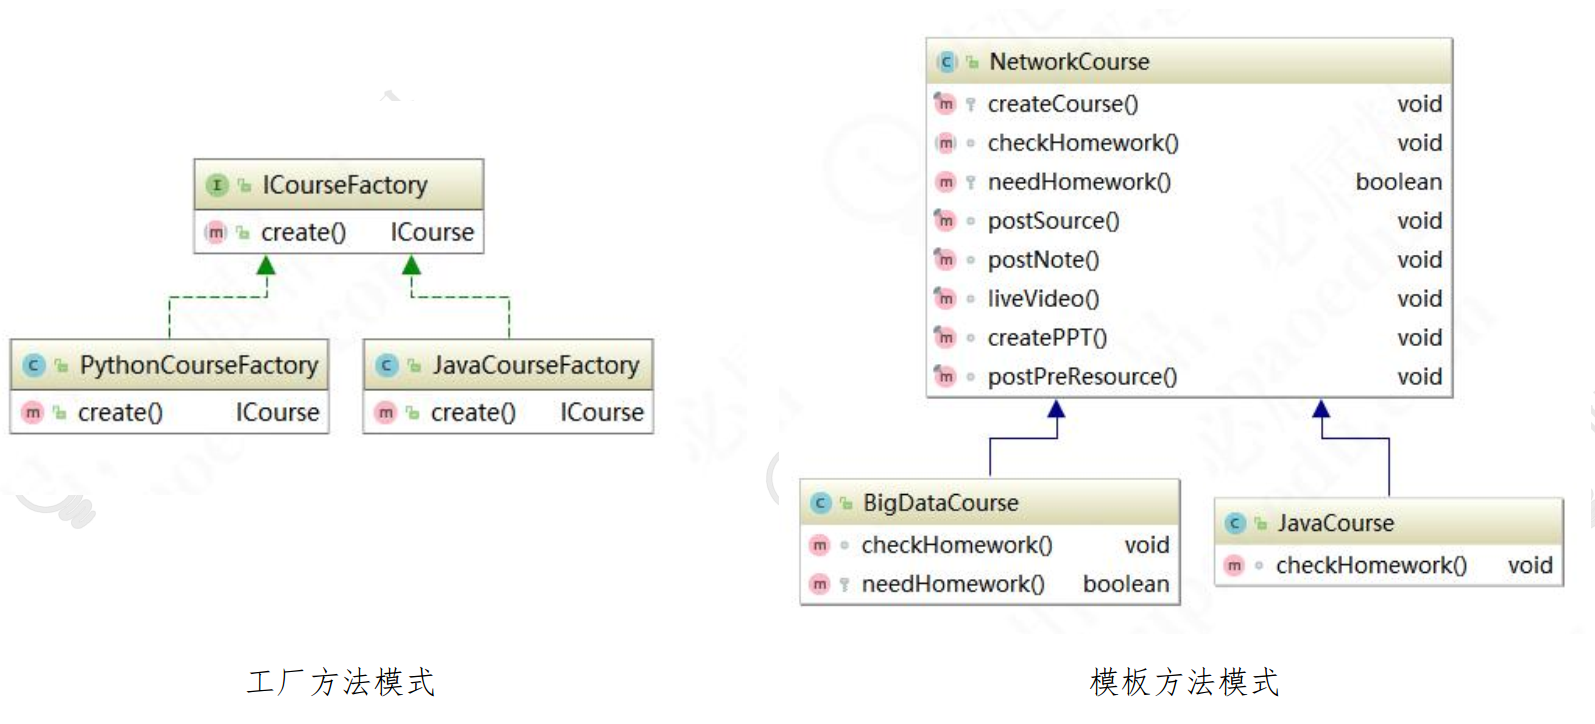 ICourseFactory
create() ICourse
PythonCourseFactory
create() ICourse
JavaCourseFactory
create() ICourse
工厂方法模式
NetworkCourse
createCourse() void
checkHomework() void
needHomework() boolean
postSource() void
postNote() void
liveVideo() void
createPPT() void
postPreResource() void
BigDataCourse
checkHomework() void
needHomework() boolean
JavaCourse
checkHomework() void
模板方法模式